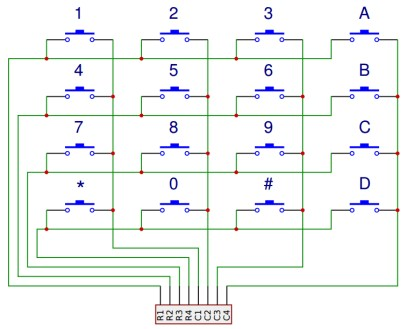 1 2 3 A
4 5 6 B
7 8 9 C
* 0 # D
R1 R2 R3 R4 C1 C2 C3 C4